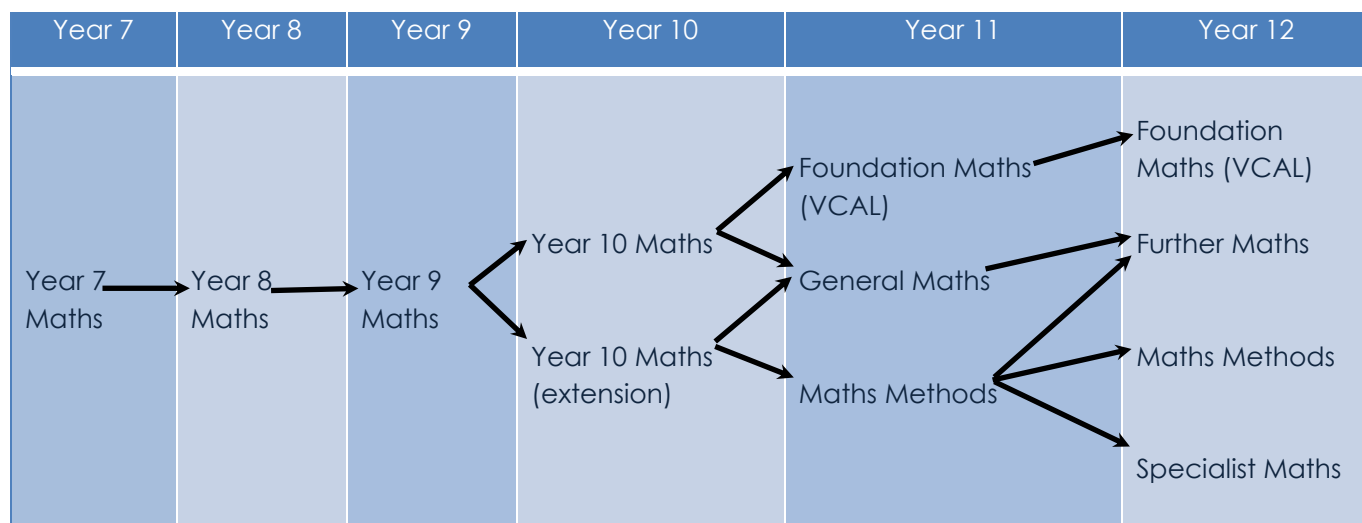 Year 7
Year 8
Year 9
Year 10
Year 11
Year 12
Year 7
Maths
Year 8
Maths
Year 9
Maths
Year 10 Maths
Year 10 Maths
(extension)
Foundation Maths
(VCAL)
General Maths
Maths Methods
Foundation
Maths (VCAL)
Further Maths
Maths Methods
Specialist Maths